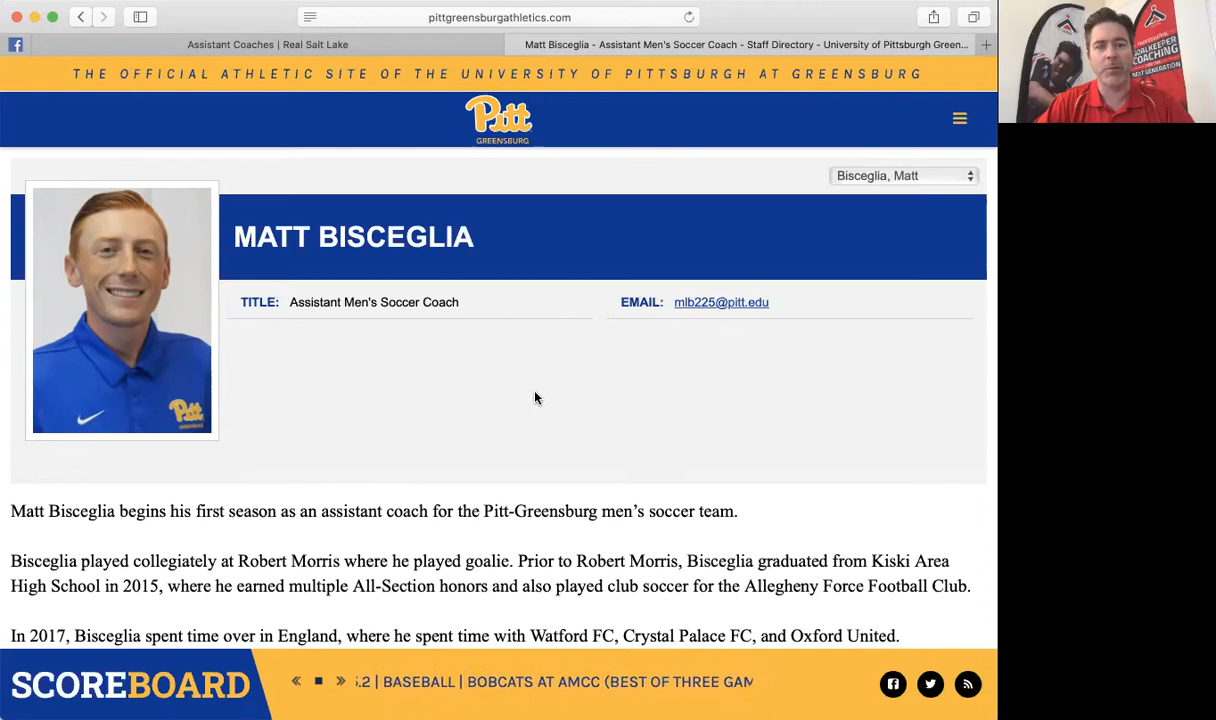 pittgreensburgathletics.com
Assistant Coaches | Real Salt Lake
Matt Bisceglia - Assistant Men's Soccer Coach - Staff Directory - University of Pittsburgh Green...
THE OFFICIAL ATHLETIC SITE OF THE UNIVERSITY OF PITTSBURGH AT GREENSBURG
Pitt
GREENSBURG
Bisceglia, Matt
MATT BISCEGLIA
TITLE: Assistant Men's Soccer Coach
EMAIL: mlb225@pitt.edu
Pitt
Matt Bisceglia begins his first season as an assistant coach for the Pitt-Greensburg men’s soccer team.
Bisceglia played collegiately at Robert Morris where he played goalie. Prior to Robert Morris, Bisceglia graduated from Kiski Area
High School in 2015, where he earned multiple All-Section honors and also played club soccer for the Allegheny Force Football Club.
In 2017, Bisceglia spent time over in England, where he spent time with Watford FC, Crystal Palace FC, and Oxford United.
SCOREBOARD
.2 | BASEBALL | BOBCATS AT AMCC (BEST OF THREE GAM
PROFESSIONAL
GOALKEEPER
COACHING
NEXT GENERATION